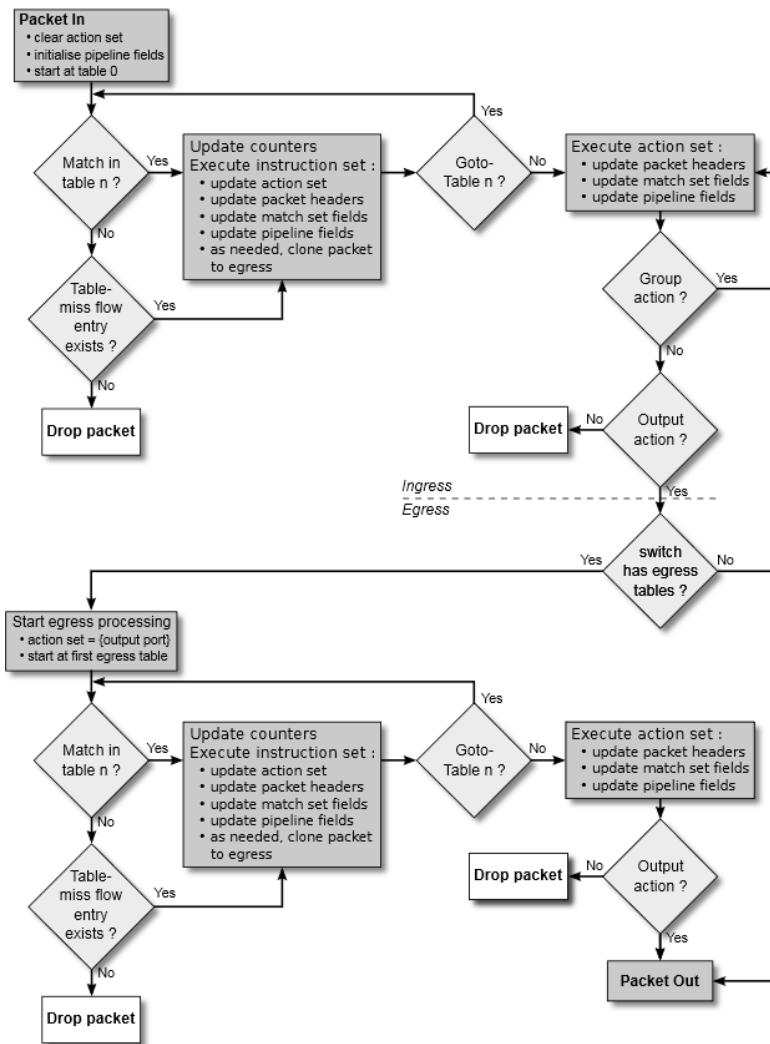 Packet In
• clear action set
• initialise pipeline fields
• start at table 0
Yes
Match in
table n ?
Yes
Update counters
Execute instruction set :
• update action set
• update packet headers
• update match set fields
• update pipeline fields
• as needed, clone packet
to egress
Goto-
Table n ?
No
Execute action set :
• update packet headers
• update match set fields
• update pipeline fields
No
Table-
miss flow
entry
exists ?
Yes
Group
action ?
Yes
No
No
Drop packet
Drop packet
No
Output
action ?
Ingress
Yes
Egress
Yes
switch
has egress
tables ?
No
Start egress processing
• action set = {output port}
• start at first egress table
Yes
Match in
table n ?
Yes
Update counters
Execute instruction set :
• update action set
• update packet headers
• update match set fields
• update pipeline fields
• as needed, clone packet
to egress
Goto-
Table n ?
No
Execute action set :
• update packet headers
• update match set fields
• update pipeline fields
No
Table-
miss flow
entry
exists ?
Yes
Drop packet
No
Output
action ?
Yes
No
Drop packet
Packet Out